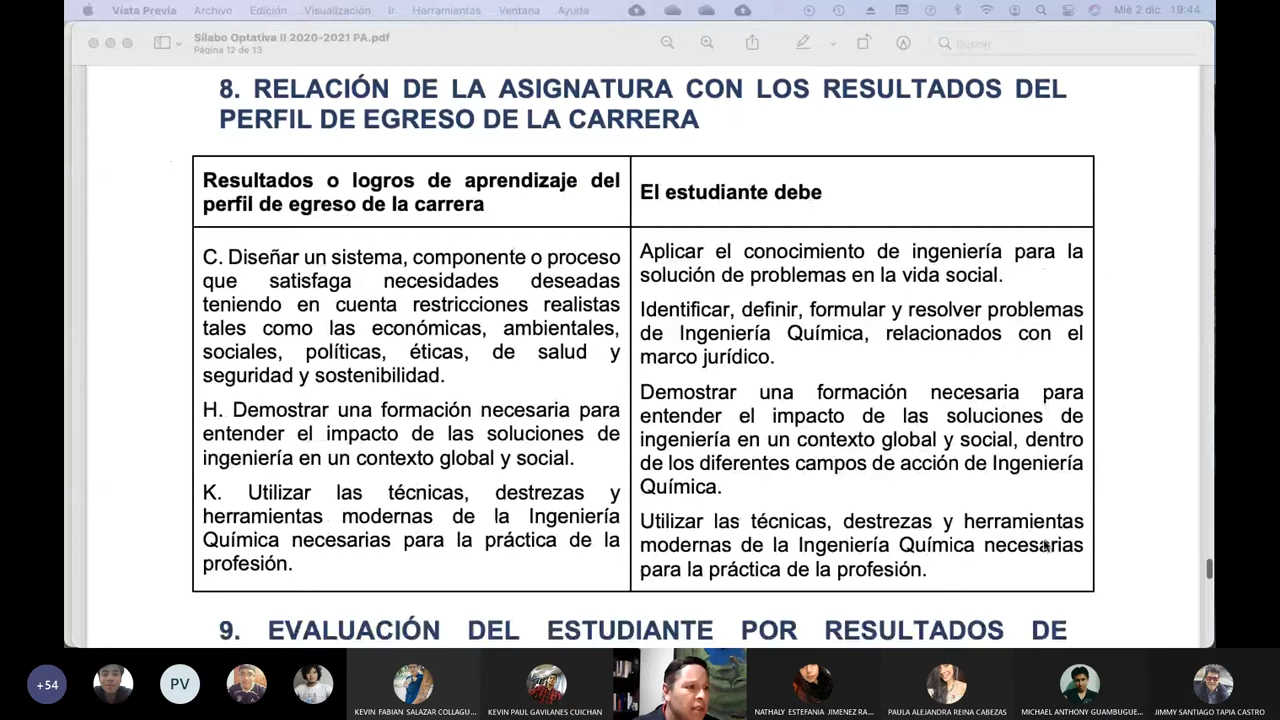 Vista Previa Archivo Edición Visualización Ir Herramientas Ventana Ayuda Mié 2 dic. 19:44
Sílabo Optativa II 2020-2021 PA.pdf
Página 12 de 13
Buscar
8. RELACIÓN DE LA ASIGNATURA CON LOS RESULTADOS DEL
PERFIL DE EGRESO DE LA CARRERA
Resultados o logros de aprendizaje del
perfil de egreso de la carrera
El estudiante debe
C. Diseñar un sistema, componente o proceso
que satisfaga necesidades deseadas
teniendo en cuenta restricciones realistas
tales como las económicas, ambientales,
sociales, políticas, éticas, de salud y
seguridad y sostenibilidad.
H. Demostrar una formación necesaria para
entender el impacto de las soluciones de
ingeniería en un contexto global y social.
K. Utilizar las técnicas, destrezas y
herramientas modernas de la Ingeniería
Química necesarias para la práctica de la
profesión.
Aplicar el conocimiento de ingeniería para la
solución de problemas en la vida social.
Identificar, definir, formular y resolver problemas
de Ingeniería Química, relacionados con el
marco jurídico.
Demostrar una formación necesaria para
entender el impacto de las soluciones de
ingeniería en un contexto global y social, dentro
de los diferentes campos de acción de Ingeniería
Química.
Utilizar las técnicas, destrezas y herramientas
modernas de la Ingeniería Química necesarias
para la práctica de la profesión.
9. EVALUACIÓN DEL ESTUDIANTE POR RESULTADOS DE
+54
PV
KEVIN FABIAN SALAZAR COLLAGU...
KEVIN PAUL GAVILANES CUICHAN
NATHALY ESTEFANIA JIMENEZ RA...
PAULA ALEJANDRA REINA CABEZAS
MICHAEL ANTHONY GUAMBUGUE...
JIMMY SANTIAGO TAPIA CASTRO